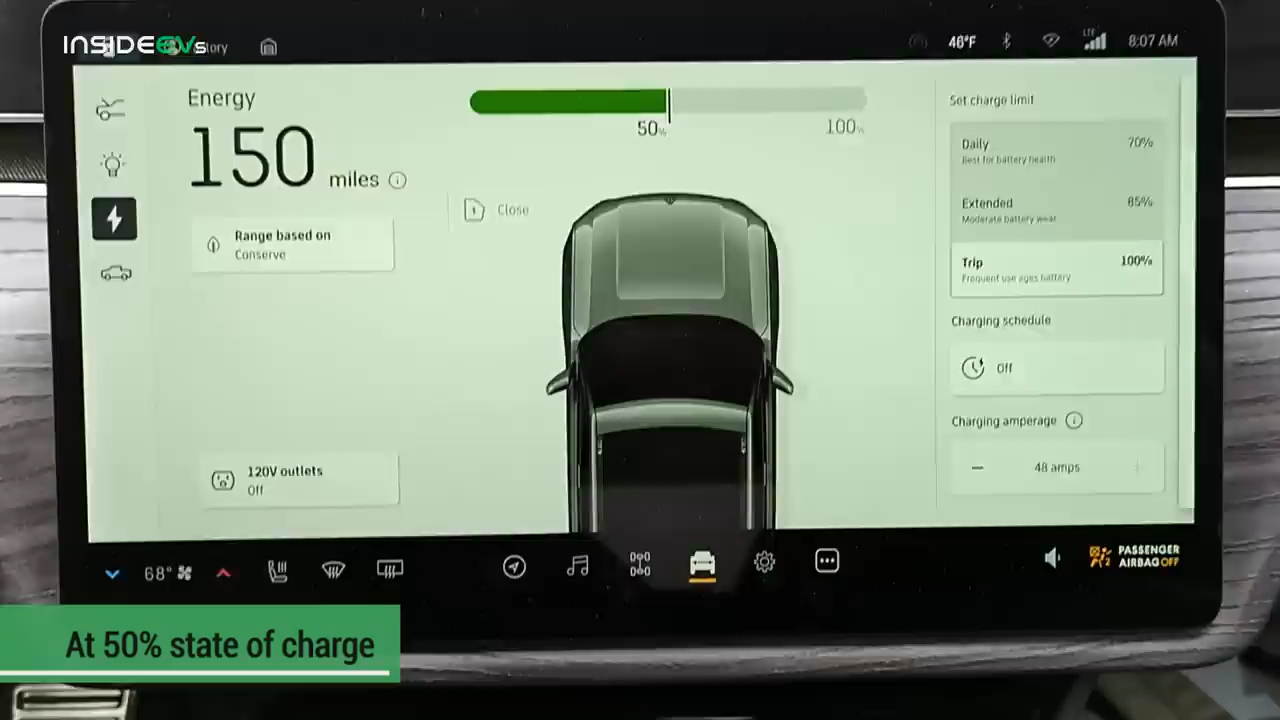 INSIDEEVs
46°F
LTE
8:07 AM
Energy
150 miles
50%
100%
Close
Range based on
Conserve
120V outlets
Off
Set charge limit
Daily 70%
Best for battery health
Extended 85%
Moderate battery wear
Trip 100%
Frequent use ages battery
Charging schedule
Off
Charging amperage
48 amps
68°
PASSENGER
AIRBAG OFF
At 50% state of charge